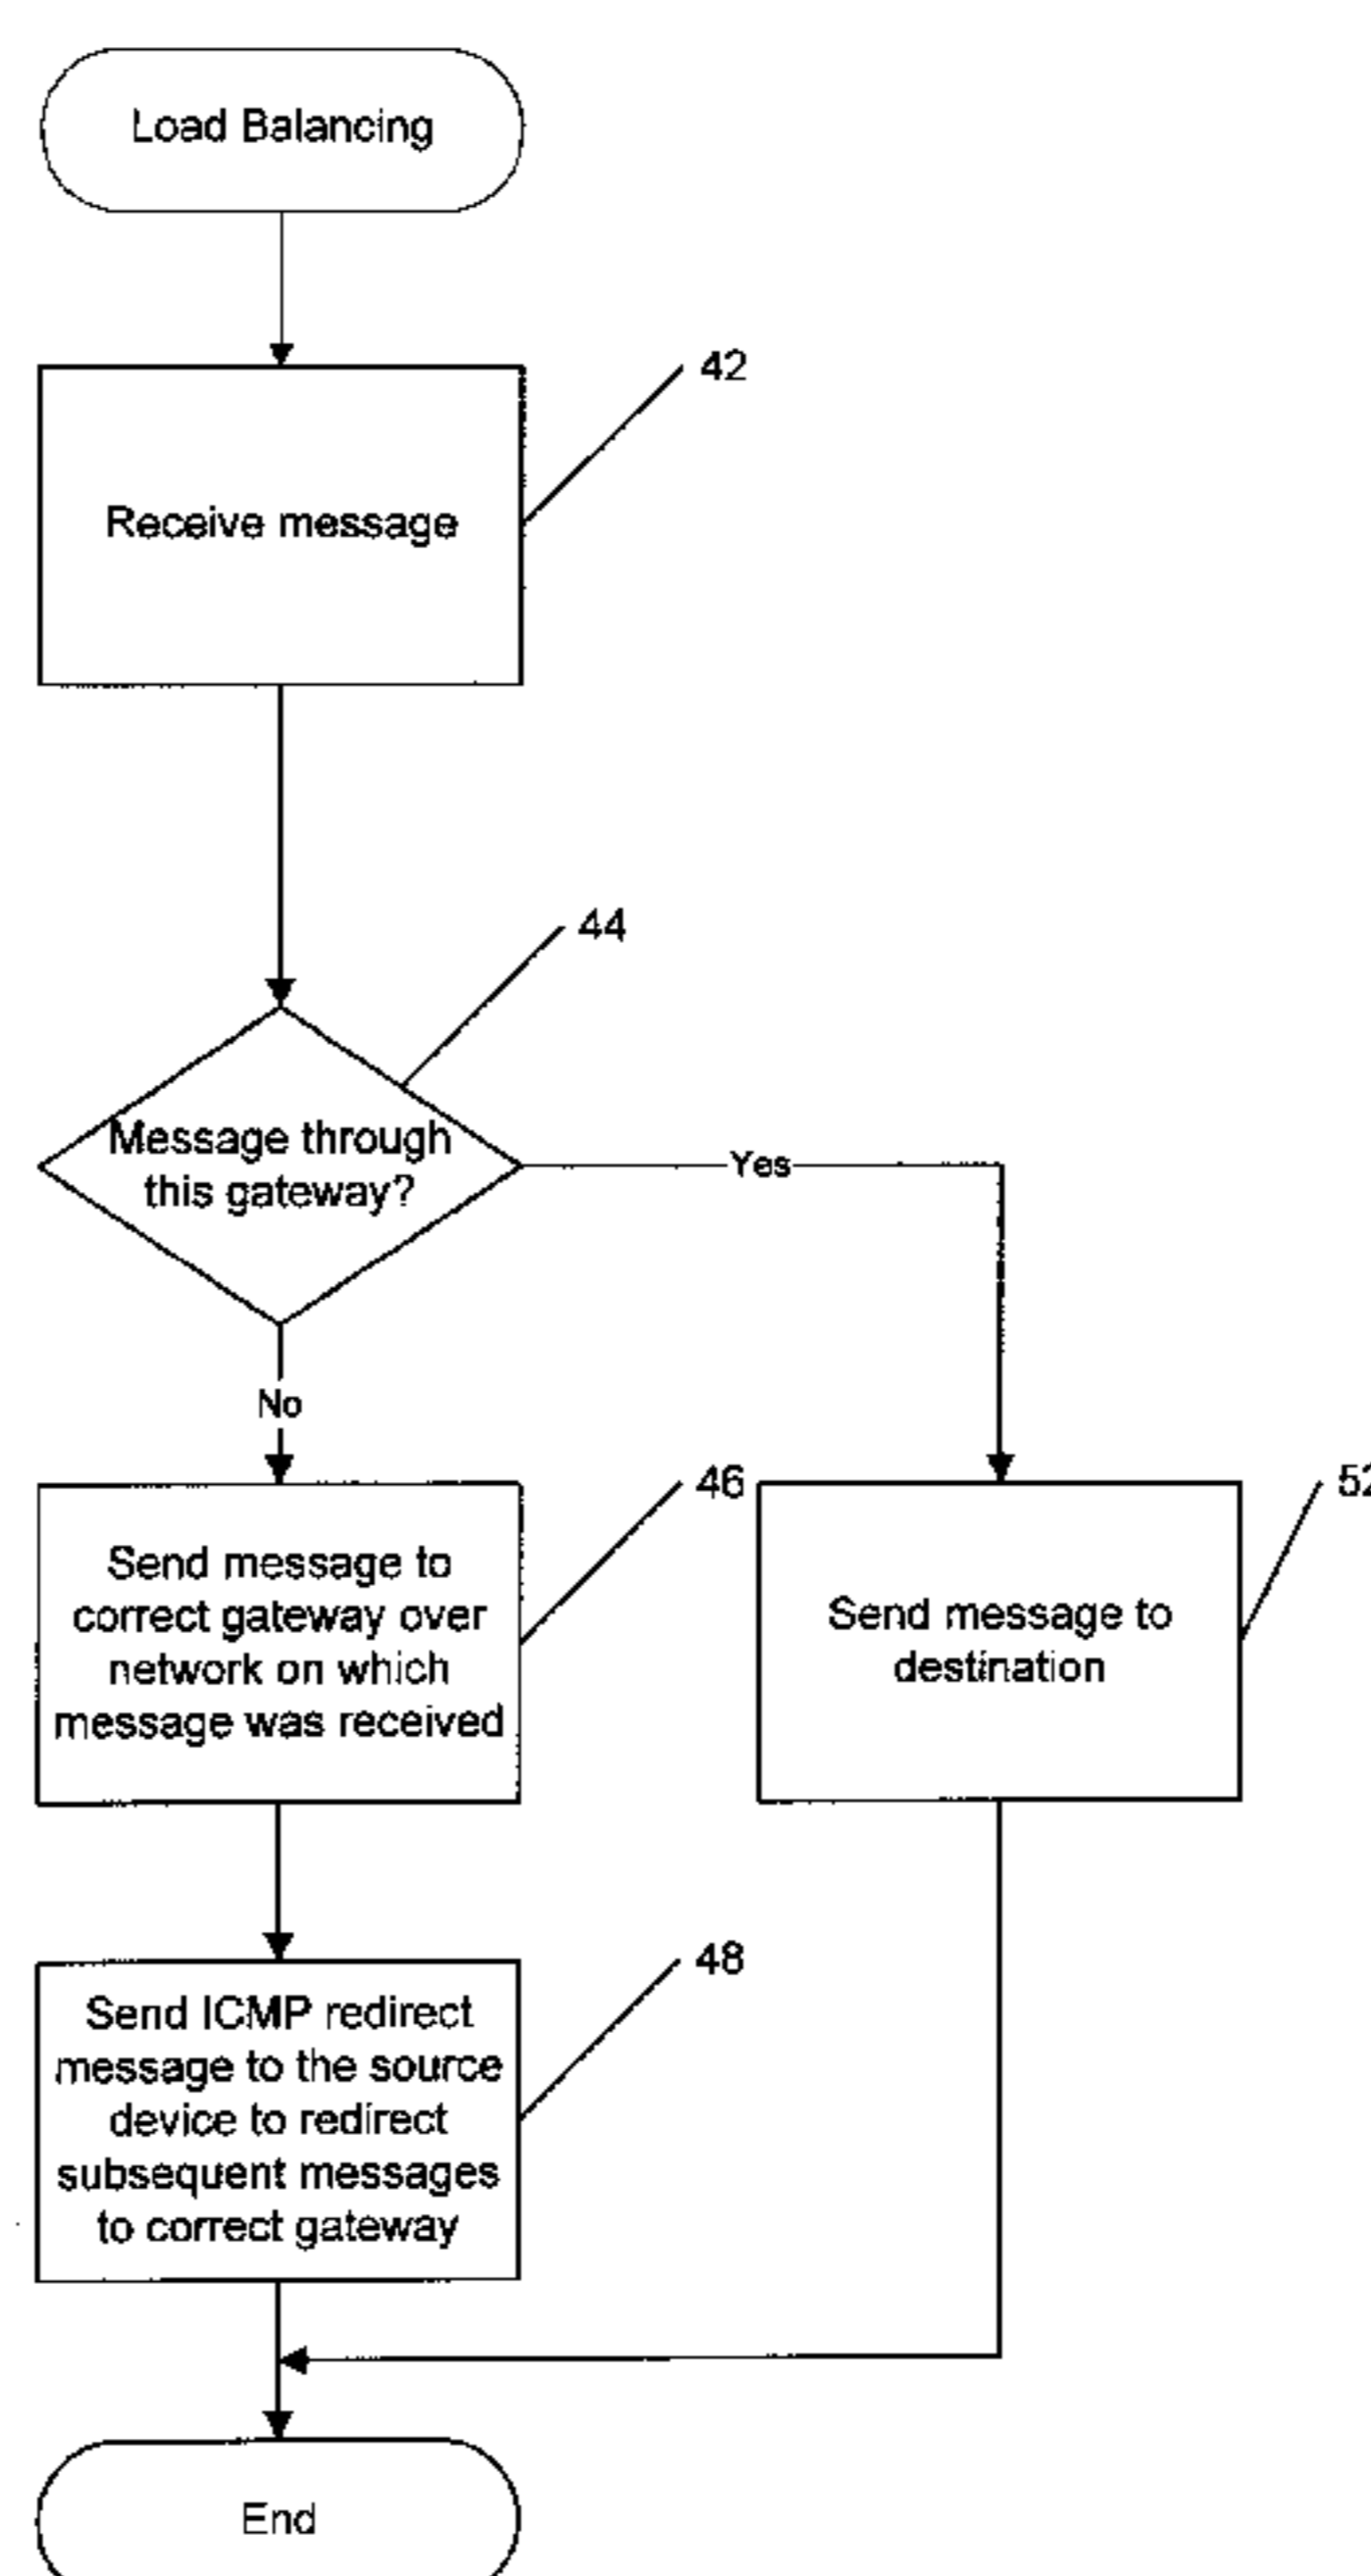 Load Balancing
42
Receive message
44
Message through
this gateway?
Yes
No
46
Send message to
correct gateway over
network on which
message was received
52
Send message to
destination
48
Send ICMP redirect
message to the source
device to redirect
subsequent messages
to correct gateway
End